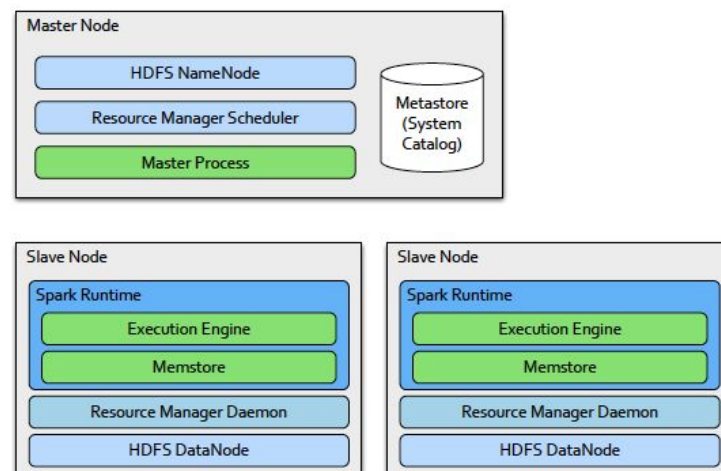 Master Node
HDFS NameNode
Resource Manager Scheduler
Master Process
Metastore
(System
Catalog)
Slave Node
Spark Runtime
Execution Engine
Memstore
Resource Manager Daemon
HDFS DataNode
Slave Node
Spark Runtime
Execution Engine
Memstore
Resource Manager Daemon
HDFS DataNode